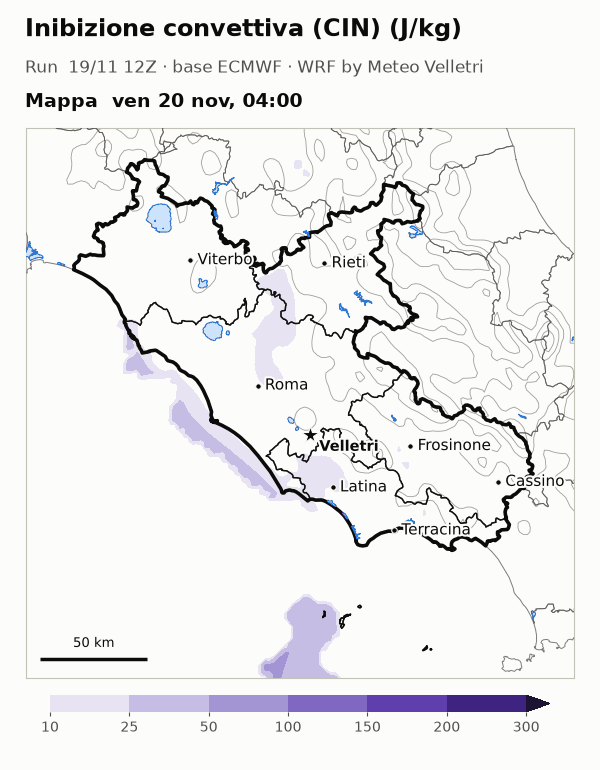 Inibizione convettiva (CIN) (J/kg)
Run  19/11 12Z · base ECMWF · WRF by Meteo Velletri
Mappa  ven 20 nov, 04:00
Viterbo
Rieti
Roma
Velletri
Frosinone
Latina
Cassino
Terracina
50 km
10 25 50 100 150 200 300